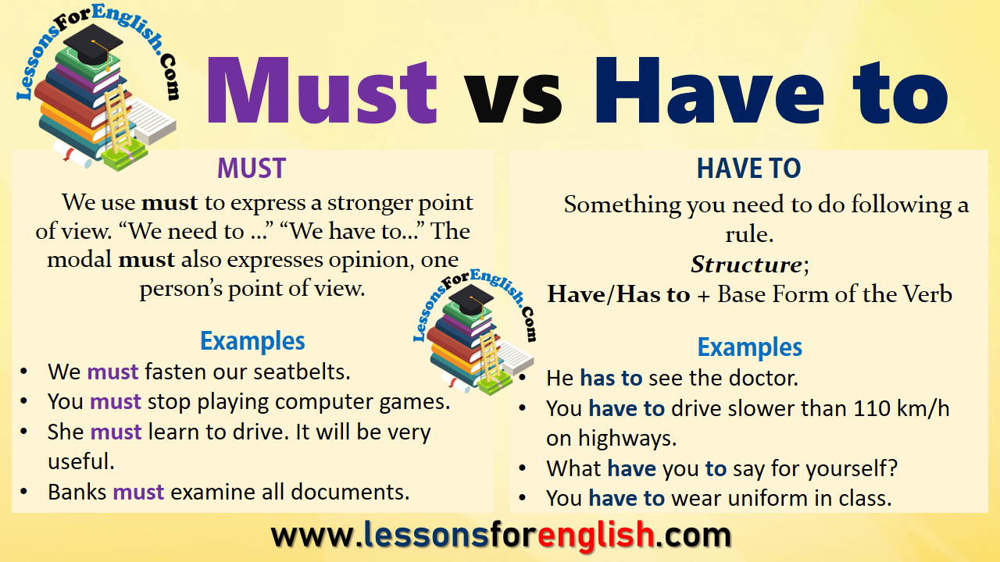 LessonsForEnglish.Com
Must vs Have to
MUST
We use must to express a stronger point
of view. “We need to ...” “We have to...” The
modal must also expresses opinion, one
person’s point of view.
Examples
• We must fasten our seatbelts.
• You must stop playing computer games.
• She must learn to drive. It will be very
useful.
• Banks must examine all documents.
LessonsForEnglish.Com
HAVE TO
Something you need to do following a
rule.
Structure;
Have/Has to + Base Form of the Verb
Examples
• He has to see the doctor.
• You have to drive slower than 110 km/h
on highways.
• What have you to say for yourself?
• You have to wear uniform in class.
www.lessonsforenglish.com